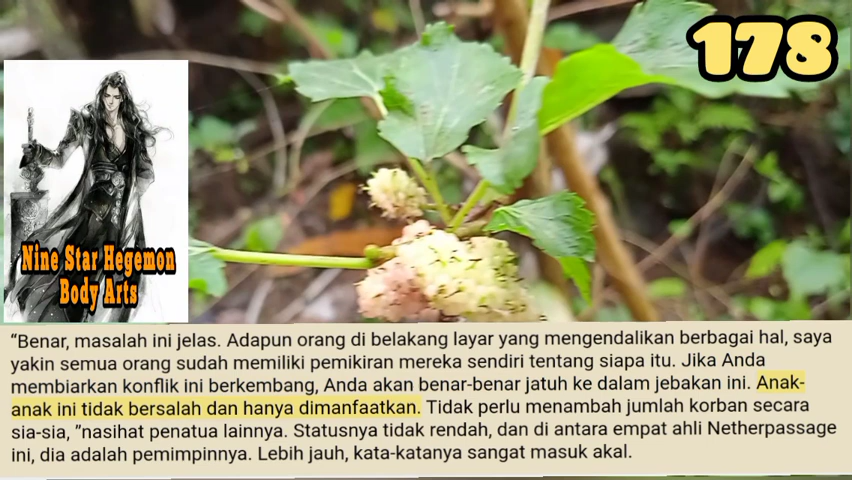 178
Nine Star Hegemon
Body Arts
“Benar, masalah ini jelas. Adapun orang di belakang layar yang mengendalikan berbagai hal, saya
yakin semua orang sudah memiliki pemikiran mereka sendiri tentang siapa itu. Jika Anda
membiarkan konflik ini berkembang, Anda akan benar-benar jatuh ke dalam jebakan ini. Anak-
anak ini tidak bersalah dan hanya dimanfaatkan. Tidak perlu menambah jumlah korban secara
sia-sia, ”nasihat penatua lainnya. Statusnya tidak rendah, dan di antara empat ahli Netherpassage
ini, dia adalah pemimpinnya. Lebih jauh, kata-katanya sangat masuk akal.